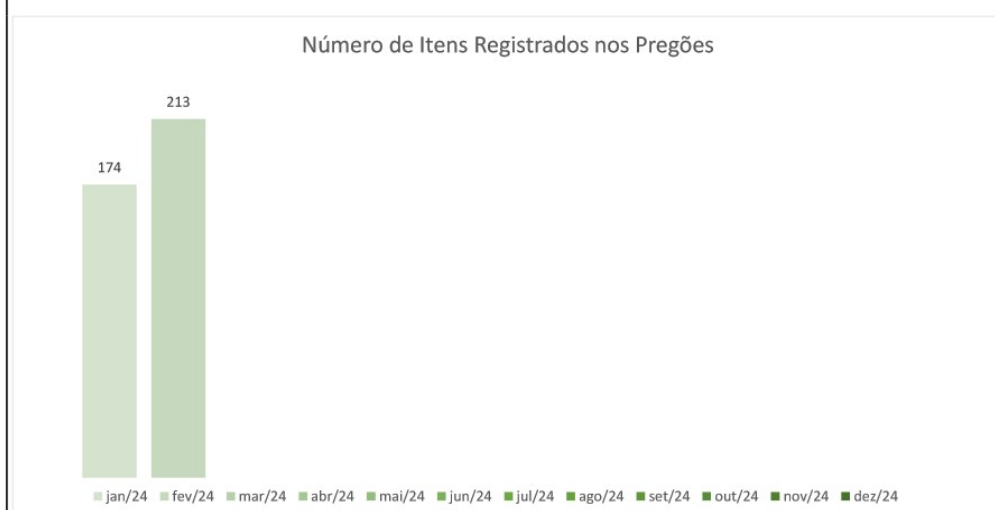 Número de Itens Registrados nos Pregões
213
174
jan/24 fev/24 mar/24 abr/24 mai/24 jun/24 jul/24 ago/24 set/24 out/24 nov/24 dez/24